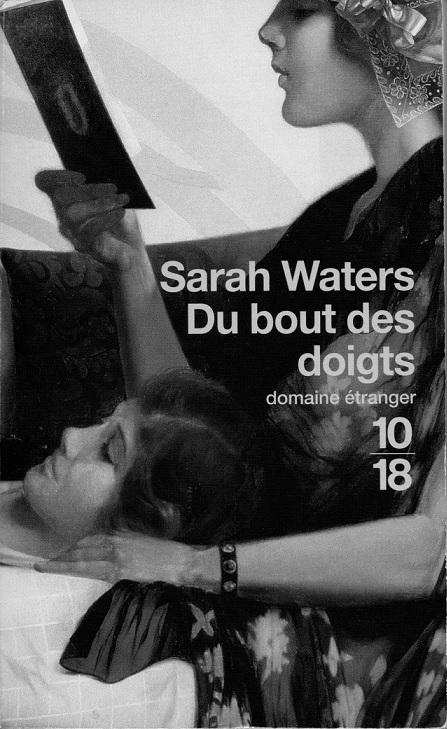 Sarah Waters
Du bout des
doigts
domaine étranger
10
18